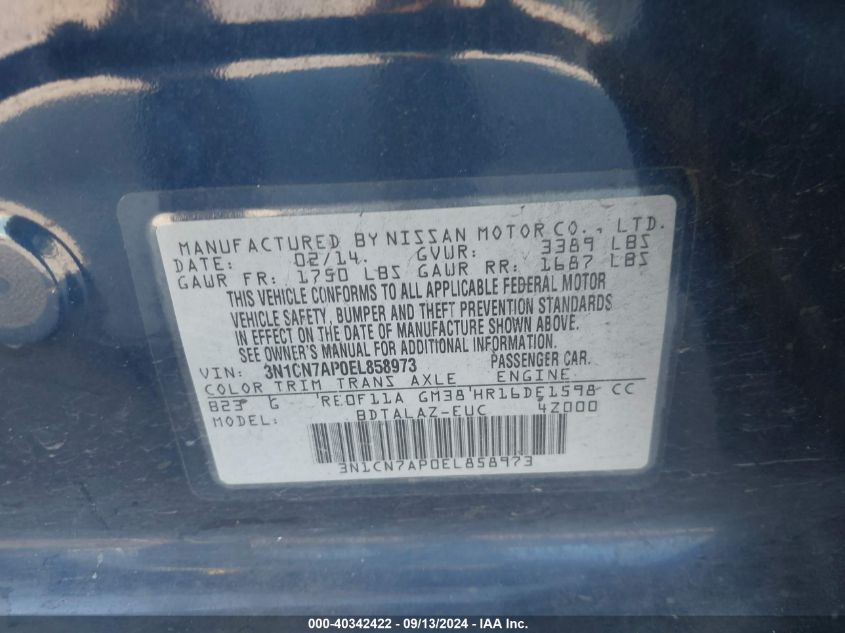 MANUFACTURED BY NISSAN MOTOR CO., LTD.
DATE: 02/14. GVWR: 3389 LBS
GAWR FR: 1750 LBS GAWR RR: 1687 LBS
THIS VEHICLE CONFORMS TO ALL APPLICABLE FEDERAL MOTOR
VEHICLE SAFETY, BUMPER AND THEFT PREVENTION STANDARDS
IN EFFECT ON THE DATE OF MANUFACTURE SHOWN ABOVE.
SEE OWNER'S MANUAL FOR ADDITIONAL INFORMATION.
VIN: 3N1CN7AP0EL858973 PASSENGER CAR.
COLOR TRIM TRANS AXLE ENGINE
B23 G 'RE0F11A GM38'HR16DE1598 CC
MODEL: BDTALAZ-EUC 4Z000
3N1CN7AP0EL858973
000-40342422 - 09/13/2024 - IAA Inc.